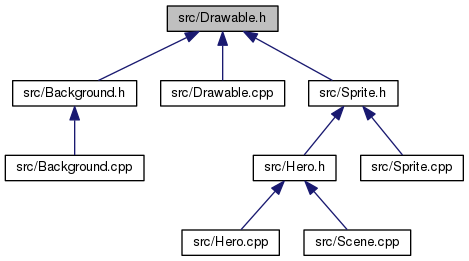 src/Drawable.h
src/Background.h
src/Drawable.cpp
src/Sprite.h
src/Background.cpp
src/Hero.h
src/Sprite.cpp
src/Hero.cpp
src/Scene.cpp